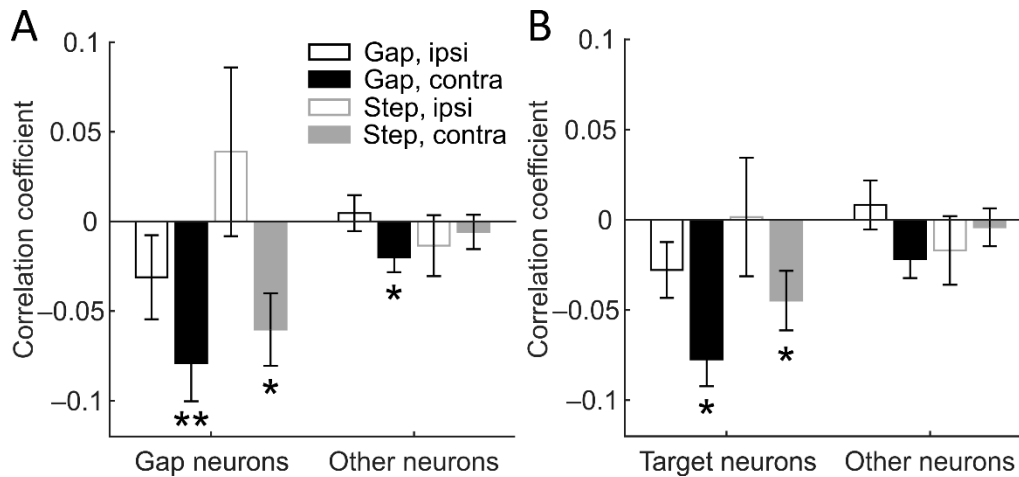 A
Correlation coefficient
0.1
0.05
0
−0.05
−0.1
Gap, ipsi
Gap, contra
Step, ipsi
Step, contra
**
*
*
Gap neurons
Other neurons
B
Correlation coefficient
0.1
0.05
0
−0.05
−0.1
*
*
Target neurons
Other neurons